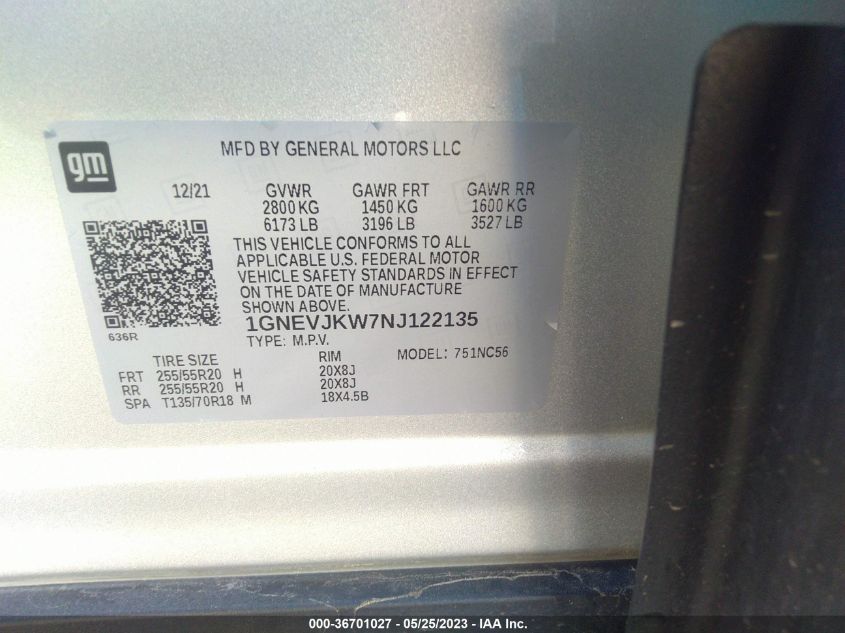 gm
MFD BY GENERAL MOTORS LLC
12/21 GVWR GAWR FRT GAWR RR
2800 KG 1450 KG 1600 KG
6173 LB 3196 LB 3527 LB
THIS VEHICLE CONFORMS TO ALL
APPLICABLE U.S. FEDERAL MOTOR
VEHICLE SAFETY STANDARDS IN EFFECT
ON THE DATE OF MANUFACTURE
SHOWN ABOVE.
636R
1GNEVJKW7NJ122135
TYPE: M.P.V. MODEL: 751NC56
TIRE SIZE RIM
FRT 255/55R20 H 20X8J
RR 255/55R20 H 20X8J
SPA T135/70R18 M 18X4.5B
000-36701027 - 05/25/2023 - IAA Inc.